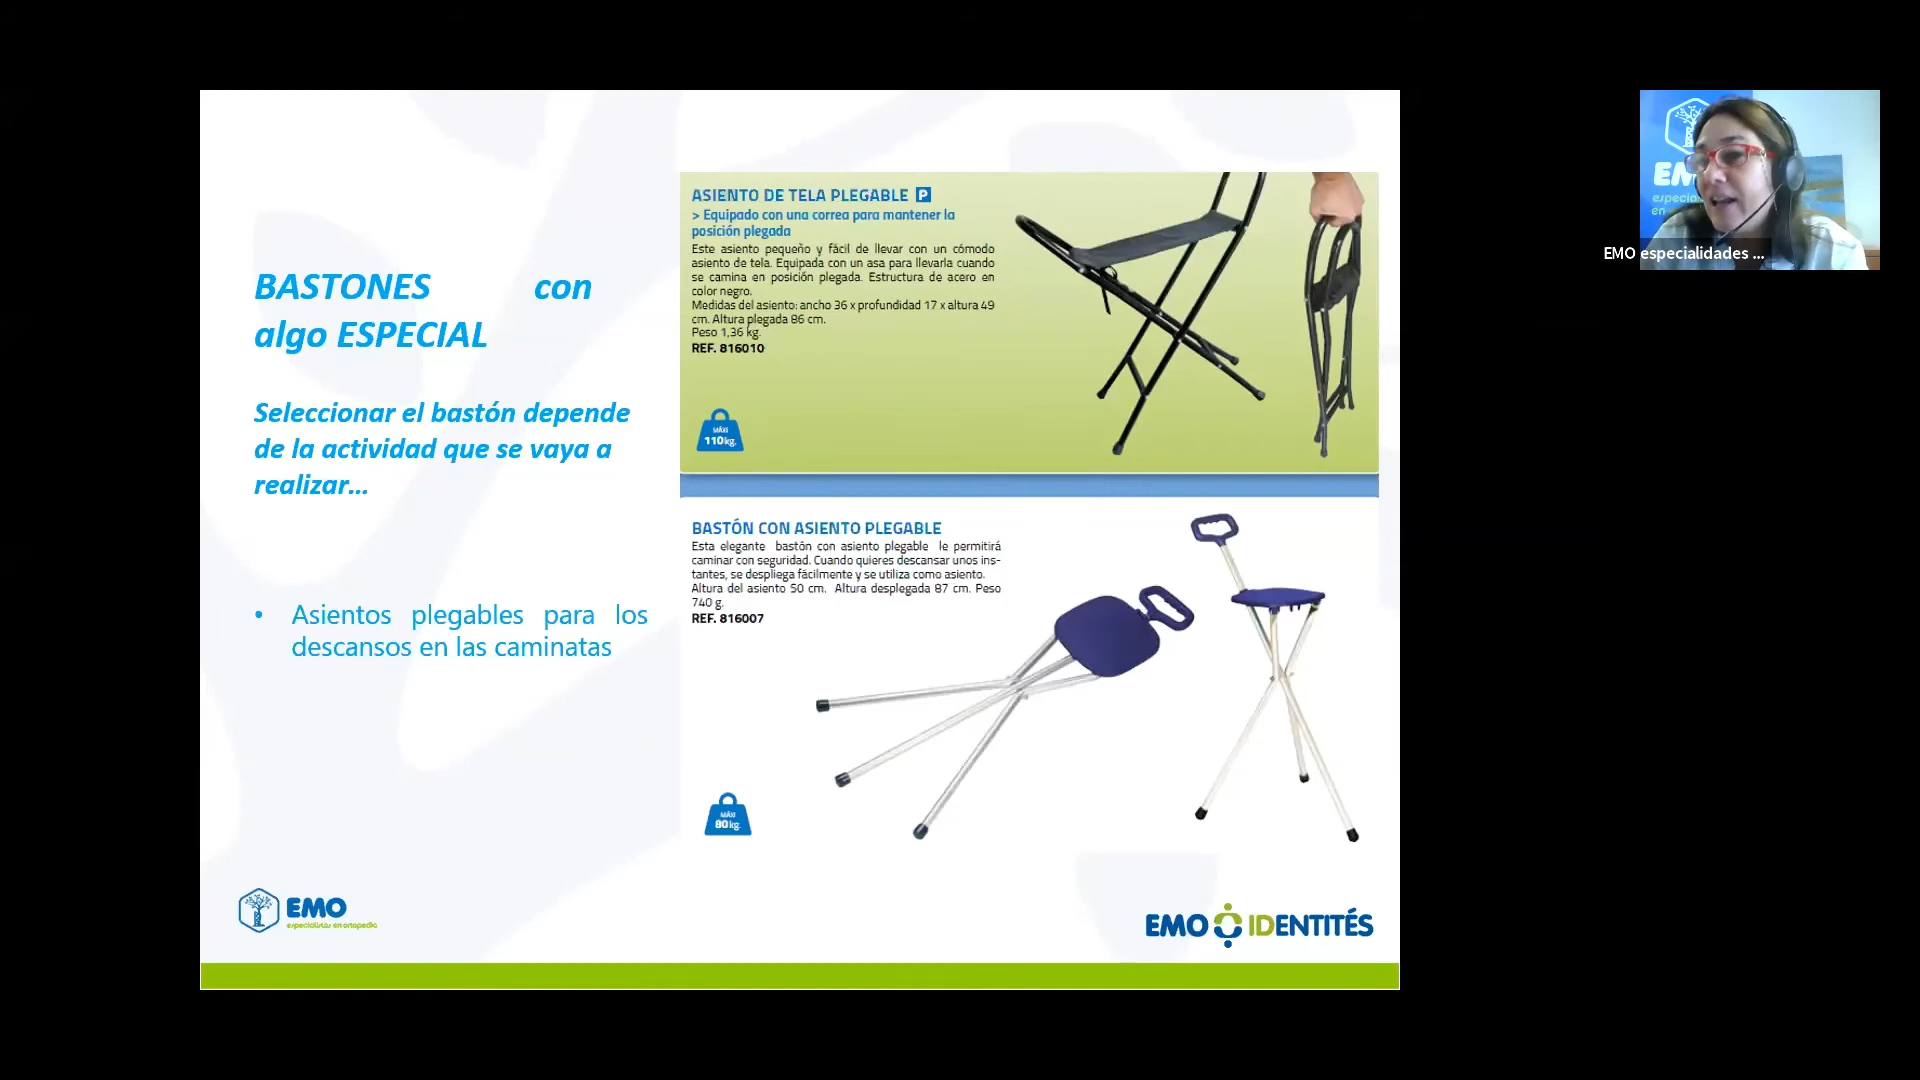 BASTONES con
algo ESPECIAL
Seleccionar el bastón depende
de la actividad que se vaya a
realizar...
• Asientos plegables para los
descansos en las caminatas
ASIENTO DE TELA PLEGABLE P
> Equipado con una correa para mantener la
posición plegada
Este asiento pequeño y fácil de llevar con un cómodo
asiento de tela. Equipada con un asa para llevarla cuando
se camina en posición plegada. Estructura de acero en
color negro.
Medidas del asiento: ancho 36 x profundidad 17 x altura 49
cm. Altura plegada 86 cm.
Peso 1,36 kg.
REF. 816010
MÁXI
110kg.
BASTÓN CON ASIENTO PLEGABLE
Esta elegante bastón con asiento plegable le permitirá
caminar con seguridad. Cuando quieres descansar unos ins-
tantes, se despliega fácilmente y se utiliza como asiento.
Altura del asiento 50 cm. Altura desplegada 87 cm. Peso
740 g.
REF. 816007
MÁXI
80kg.
EMO
especialistas en ortopedia
EMO IDENTITÉS
EMO especialidades ...